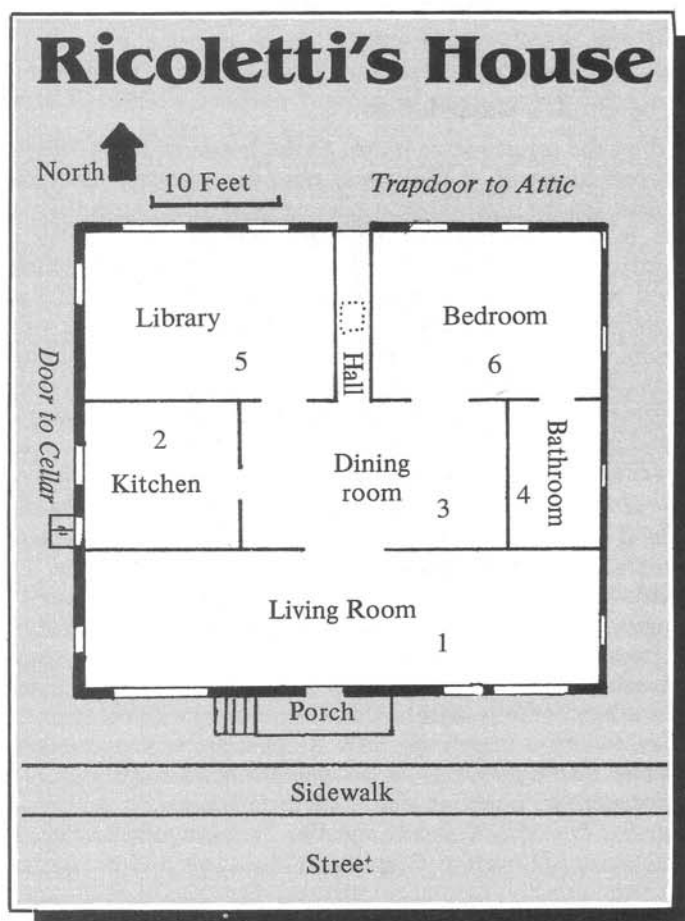 Ricoletti's House
North
10 Feet
Trapdoor to Attic
Library
5
Hall
Bedroom
6
Door to Cellar
2
Kitchen
Dining
room
3
4
Bathroom
Living Room
1
Porch
Sidewalk
Street